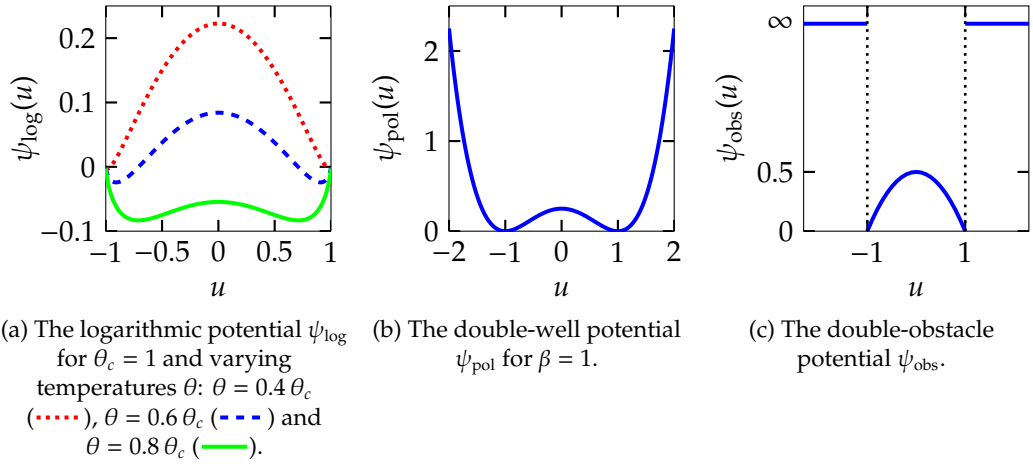 0.2
0.1
0
−0.1
ψlog(u)
−1 −0.5 0 0.5 1
u
2
1
0
ψpol(u)
−2 −1 0 1 2
u
∞
0.5
0
ψobs(u)
−1 1
u
(a) The logarithmic potential ψlog
for θc = 1 and varying
temperatures θ: θ = 0.4 θc
( ), θ = 0.6 θc ( ) and
θ = 0.8 θc ( ).
(b) The double-well potential
ψpol for β = 1.
(c) The double-obstacle
potential ψobs.